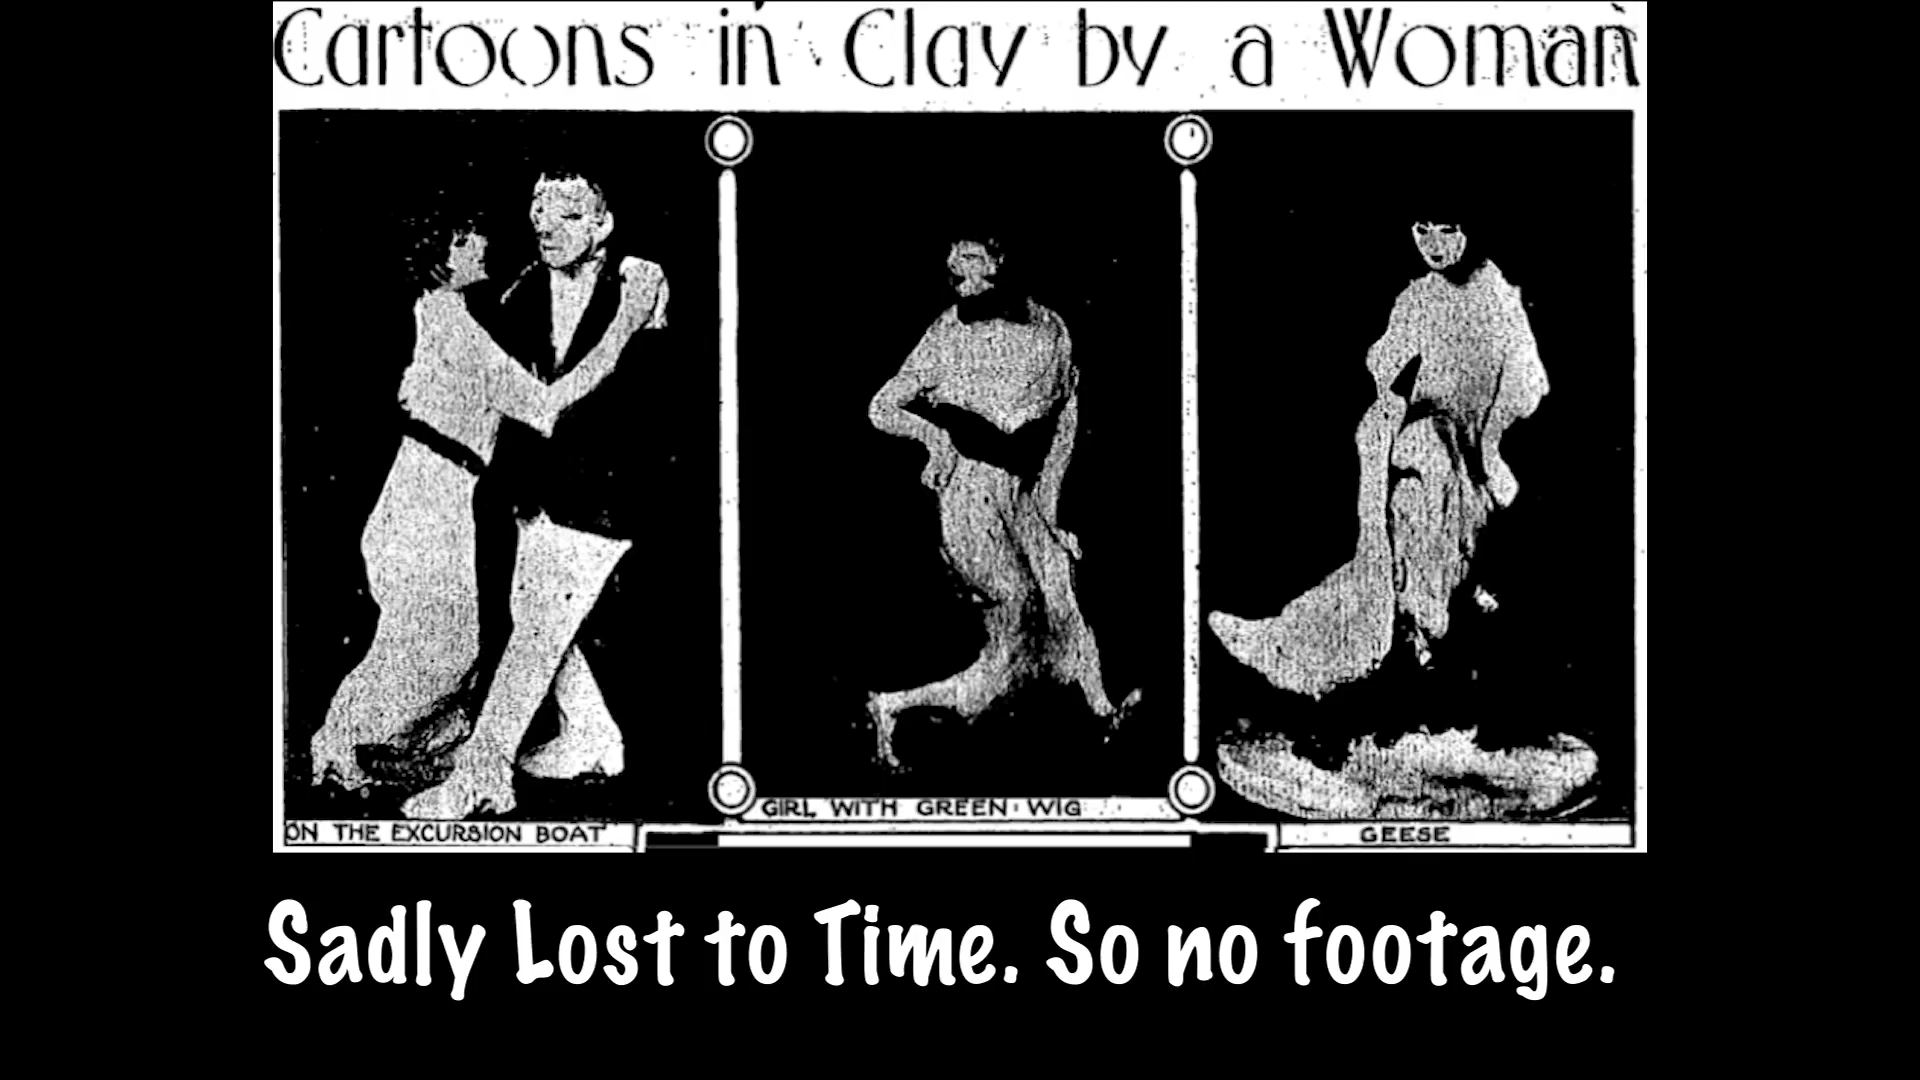 Cartoons in Clay by a Woman
ON THE EXCURSION BOAT
GIRL WITH GREEN WIG
GEESE
Sadly Lost to Time. So no footage.